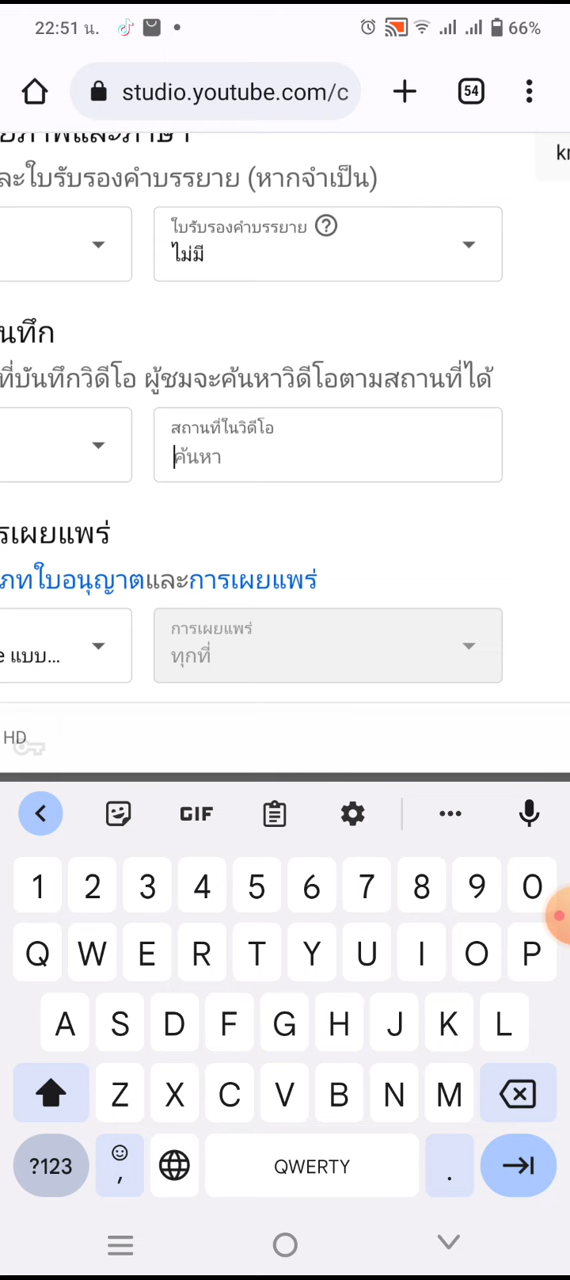 22:51 น.
66%
studio.youtube.com/c
54
ละใบรับรองคำบรรยาย (หากจำเป็น)
ใบรับรองคำบรรยาย ?
ไม่มี
นทึก
ที่บันทึกวิดีโอ ผู้ชมจะค้นหาวิดีโอตามสถานที่ได้
สถานที่ในวิดีโอ
ค้นหา
รเผยแพร่
ภทใบอนุญาตและการเผยแพร่
การเผยแพร่
e แบบ...
ทุกที่
HD
GIF
1 2 3 4 5 6 7 8 9 0
Q W E R T Y U I O P
A S D F G H J K L
Z X C V B N M
?123 , QWERTY .